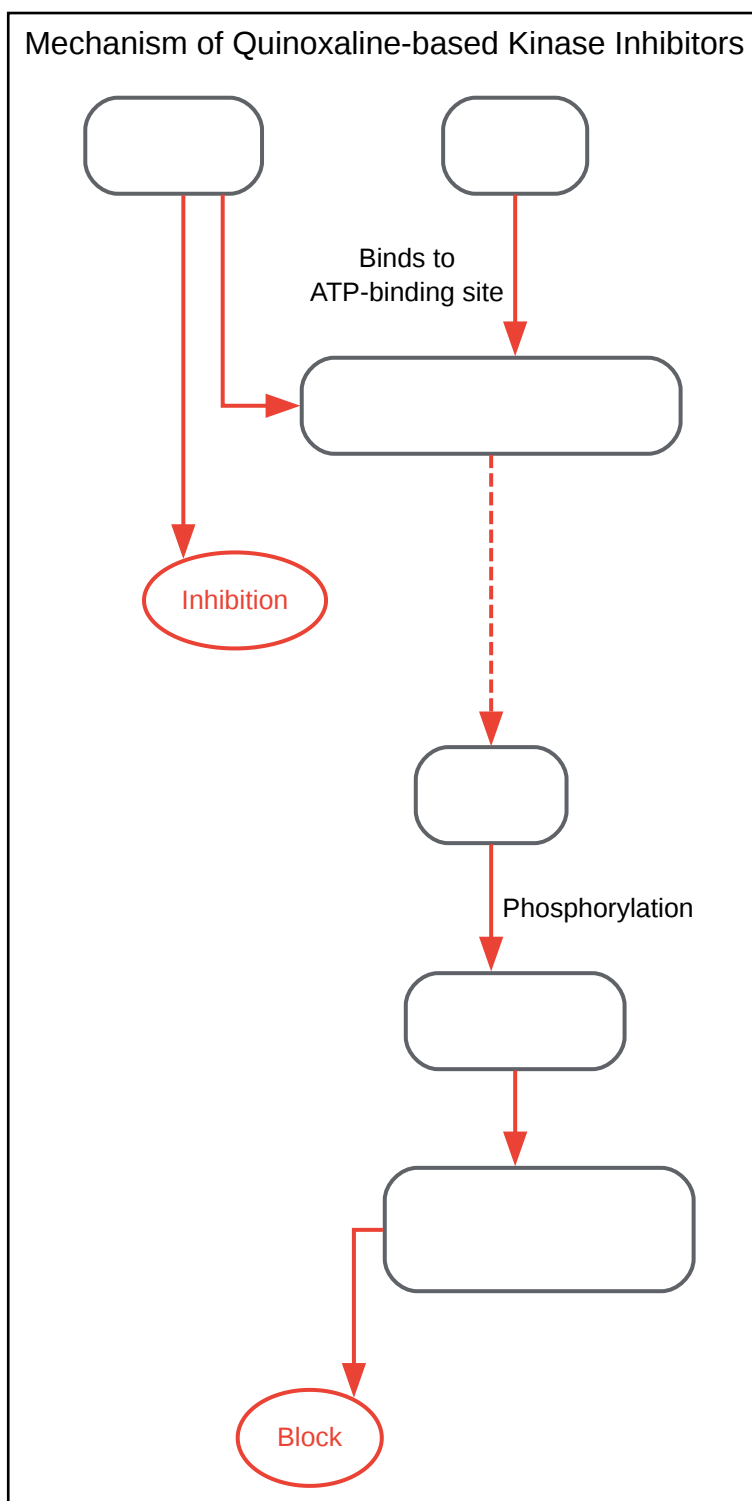 Mechanism of Quinoxaline-based Kinase Inhibitors
Binds to
ATP-binding site
Inhibition
Phosphorylation
Block